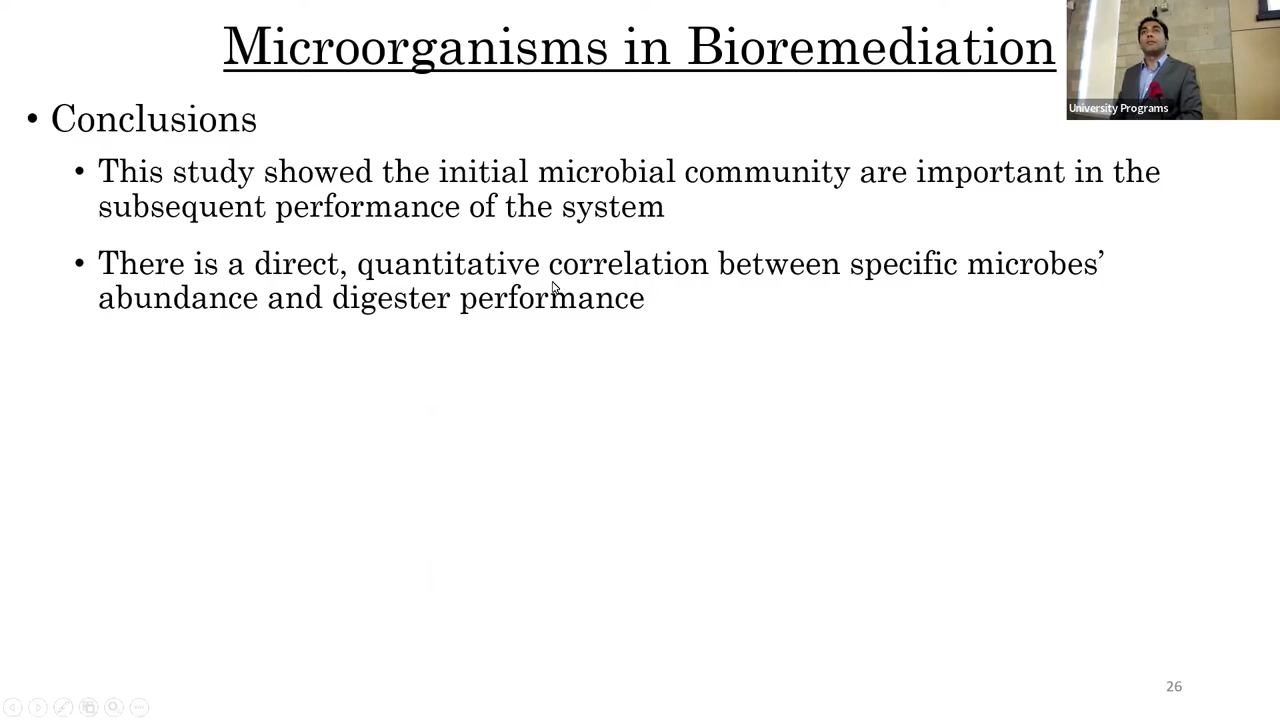 Microorganisms in Bioremediation
University Programs
• Conclusions
• This study showed the initial microbial community are important in the
subsequent performance of the system
• There is a direct, quantitative correlation between specific microbes’
abundance and digester performance
26